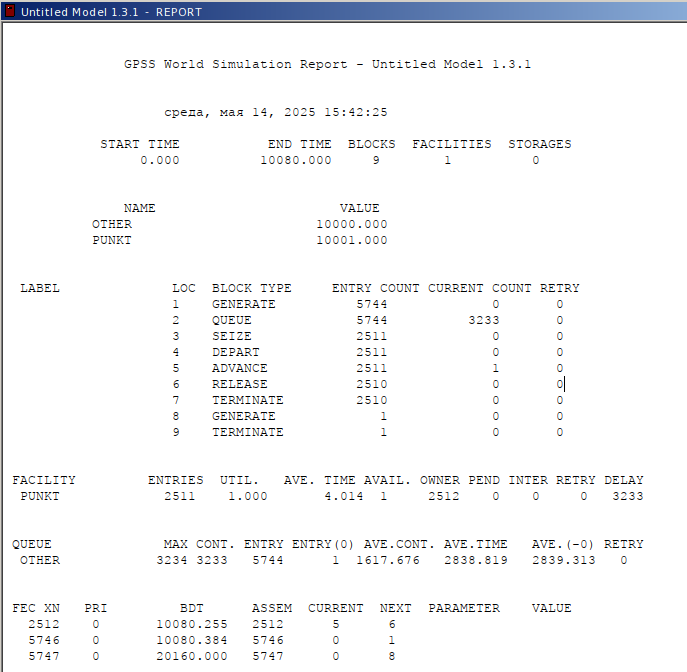 Untitled Model 1.3.1 - REPORT
GPSS World Simulation Report - Untitled Model 1.3.1
среда, мая 14, 2025 15:42:25
START TIME END TIME BLOCKS FACILITIES STORAGES
0.000 10080.000 9 1 0
NAME VALUE
OTHER 10000.000
PUNKT 10001.000
LABEL LOC BLOCK TYPE ENTRY COUNT CURRENT COUNT RETRY
1 GENERATE 5744 0 0
2 QUEUE 5744 3233 0
3 SEIZE 2511 0 0
4 DEPART 2511 0 0
5 ADVANCE 2511 1 0
6 RELEASE 2510 0 0
7 TERMINATE 2510 0 0
8 GENERATE 1 0 0
9 TERMINATE 1 0 0
FACILITY ENTRIES UTIL. AVE. TIME AVAIL. OWNER PEND INTER RETRY DELAY
PUNKT 2511 1.000 4.014 1 2512 0 0 0 3233
QUEUE MAX CONT. ENTRY ENTRY(0) AVE.CONT. AVE.TIME AVE.(-0) RETRY
OTHER 3234 3233 5744 1 1617.676 2838.819 2839.313 0
FEC XN PRI BDT ASSEM CURRENT NEXT PARAMETER VALUE
2512 0 10080.255 2512 5 6
5746 0 10080.384 5746 0 1
5747 0 20160.000 5747 0 8